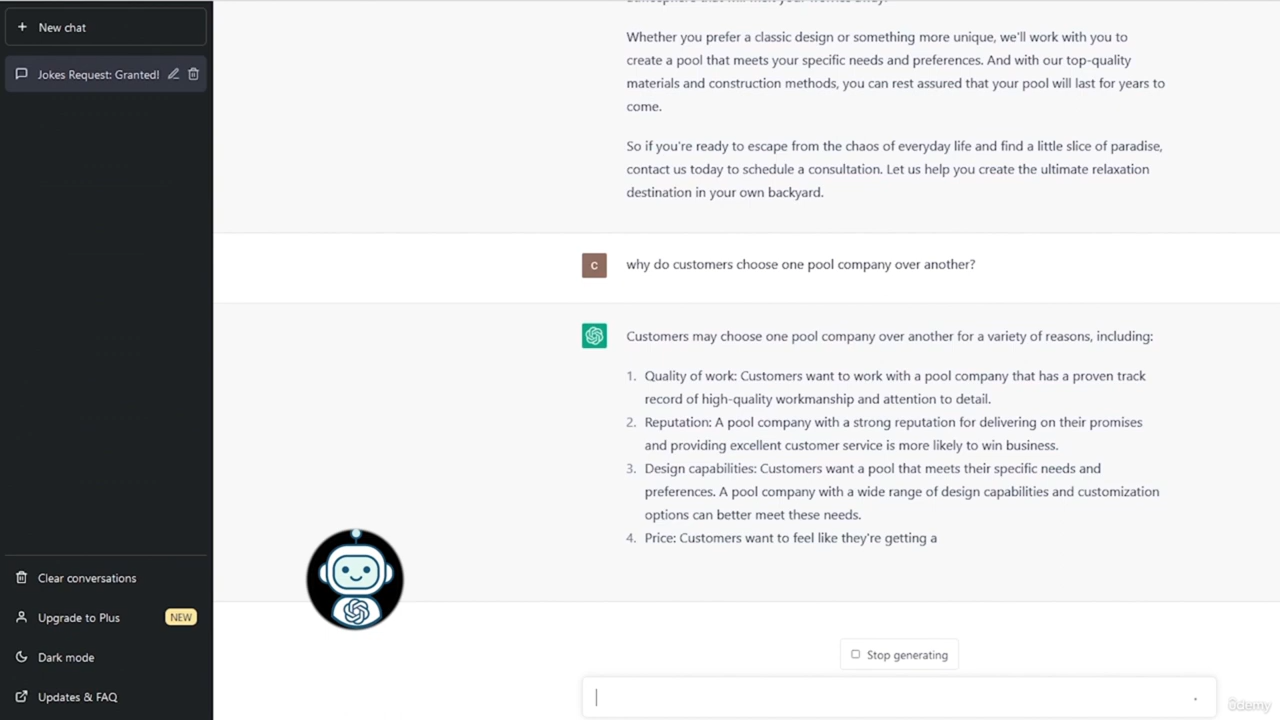 New chat
Jokes Request: Granted!
Whether you prefer a classic design or something more unique, we'll work with you to
create a pool that meets your specific needs and preferences. And with our top-quality
materials and construction methods, you can rest assured that your pool will last for years to
come.
So if you're ready to escape from the chaos of everyday life and find a little slice of paradise,
contact us today to schedule a consultation. Let us help you create the ultimate relaxation
destination in your own backyard.
C
why do customers choose one pool company over another?
Customers may choose one pool company over another for a variety of reasons, including:
1. Quality of work: Customers want to work with a pool company that has a proven track
record of high-quality workmanship and attention to detail.
2. Reputation: A pool company with a strong reputation for delivering on their promises
and providing excellent customer service is more likely to win business.
3. Design capabilities: Customers want a pool that meets their specific needs and
preferences. A pool company with a wide range of design capabilities and customization
options can better meet these needs.
4. Price: Customers want to feel like they're getting a
Clear conversations
Upgrade to Plus NEW
Dark mode
Updates & FAQ
Stop generating
ûdemy